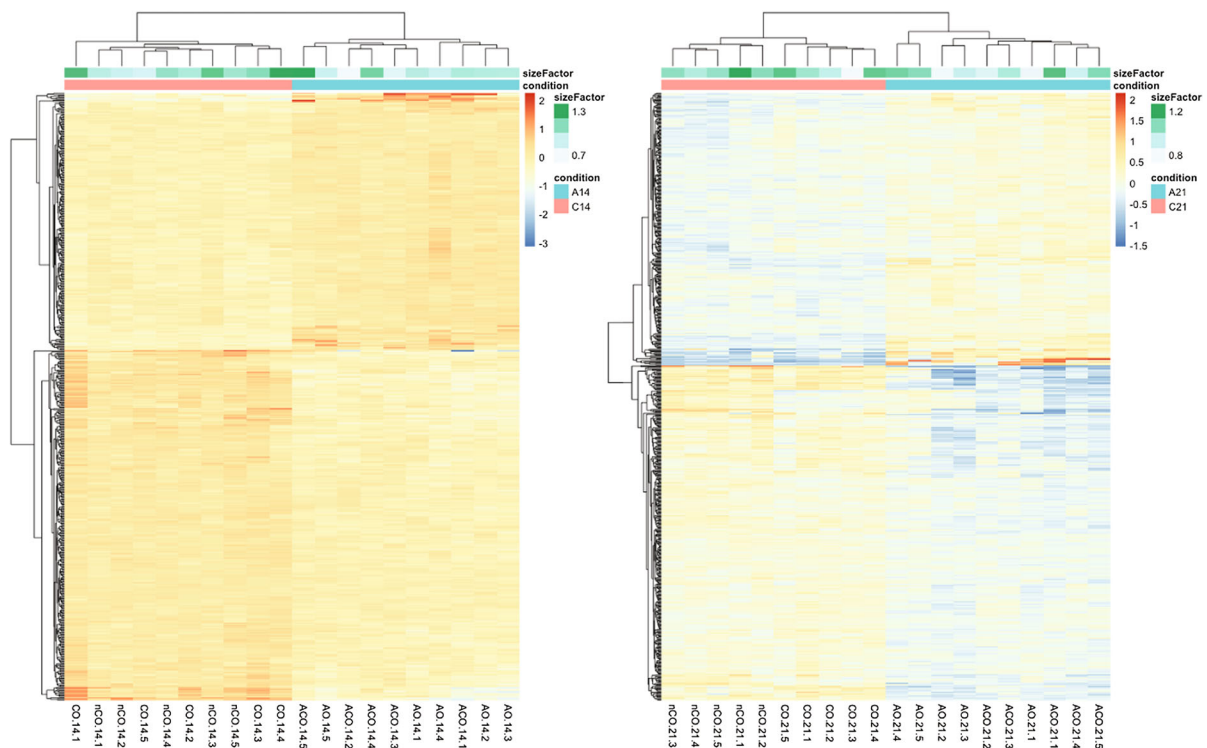 sizeFactor
condition
2
1
0
-1
-2
-3
sizeFactor
1.3
0.7
condition
A14
C14
CO.14.1
nCO.14.1
nCO.14.2
CO.14.5
nCO.14.4
CO.14.2
nCO.14.3
nCO.14.5
CO.14.3
CO.14.4
ACO.14.5
AO.14.5
ACO.14.2
ACO.14.4
ACO.14.3
AO.14.1
AO.14.4
ACO.14.1
AO.14.2
AO.14.3
sizeFactor
condition
2
1.5
1
0.5
0
-0.5
-1
-1.5
sizeFactor
1.2
0.8
condition
A21
C21
nCO.21.3
nCO.21.4
nCO.21.5
nCO.21.1
nCO.21.2
CO.21.5
CO.21.1
CO.21.2
CO.21.3
CO.21.4
AO.21.4
AO.21.5
AO.21.2
AO.21.3
ACO.21.2
ACO.21.3
AO.21.1
ACO.21.1
ACO.21.4
ACO.21.5